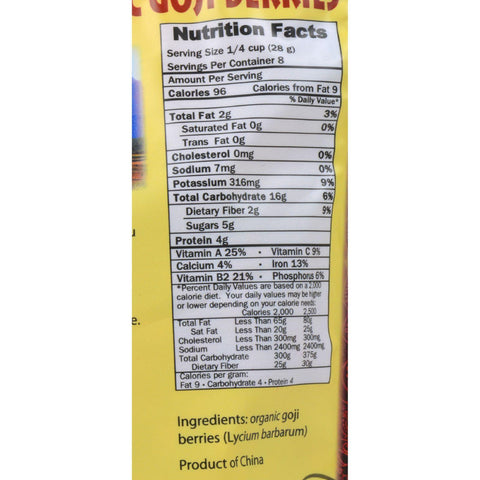 C GOJI BERRIES
Nutrition Facts
Serving Size 1/4 cup (28 g)
Servings Per Container 8
Amount Per Serving
Calories 96 Calories from Fat 9
% Daily Value*
Total Fat 2g 3%
Saturated Fat 0g 0%
Trans Fat 0g
Cholesterol 0mg 0%
Sodium 7mg 0%
Potassium 316mg 9%
Total Carbohydrate 16g 6%
Dietary Fiber 2g 9%
Sugars 5g
Protein 4g
Vitamin A 25% • Vitamin C 9%
Calcium 4% • Iron 13%
Vitamin B2 21% • Phosphorus 6%
*Percent Daily Values are based on a 2,000
calorie diet. Your daily values may be higher
or lower depending on your calorie needs:
Calories 2,000 2,500
Total Fat Less Than 65g 80g
Sat Fat Less Than 20g 25g
Cholesterol Less Than 300mg 300mg
Sodium Less Than 2400mg 2400mg
Total Carbohydrate 300g 375g
Dietary Fiber 25g 30g
Calories per gram:
Fat 9 • Carbohydrate 4 • Protein 4
Ingredients: organic goji
berries (Lycium barbarum)
Product of China